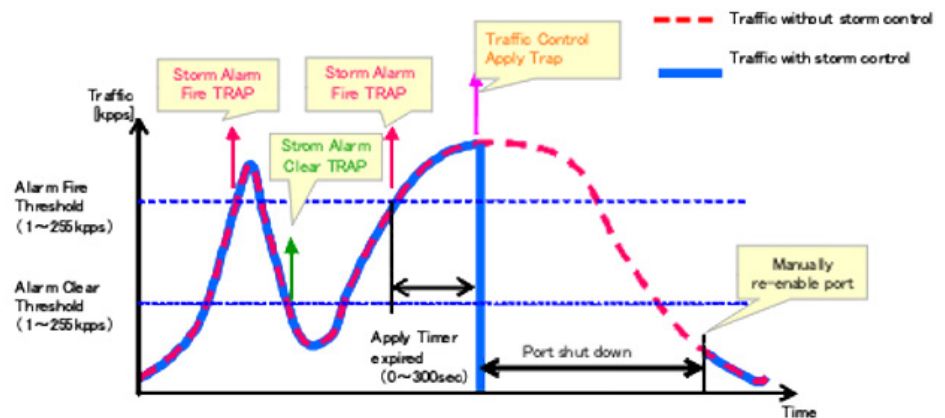 Traffic without storm control
Traffic with storm control
Traffic Control
Apply Trap
Storm Alarm
Fire TRAP
Storm Alarm
Fire TRAP
Strom Alarm
Clear TRAP
Traffic
[kpps]
Alarm Fire
Threshold
(1～255kpps)
Alarm Clear
Threshold
(1～255kpps)
Manually
re-enable port
Apply Timer
expired
(0～300sec)
Port shut down
Time